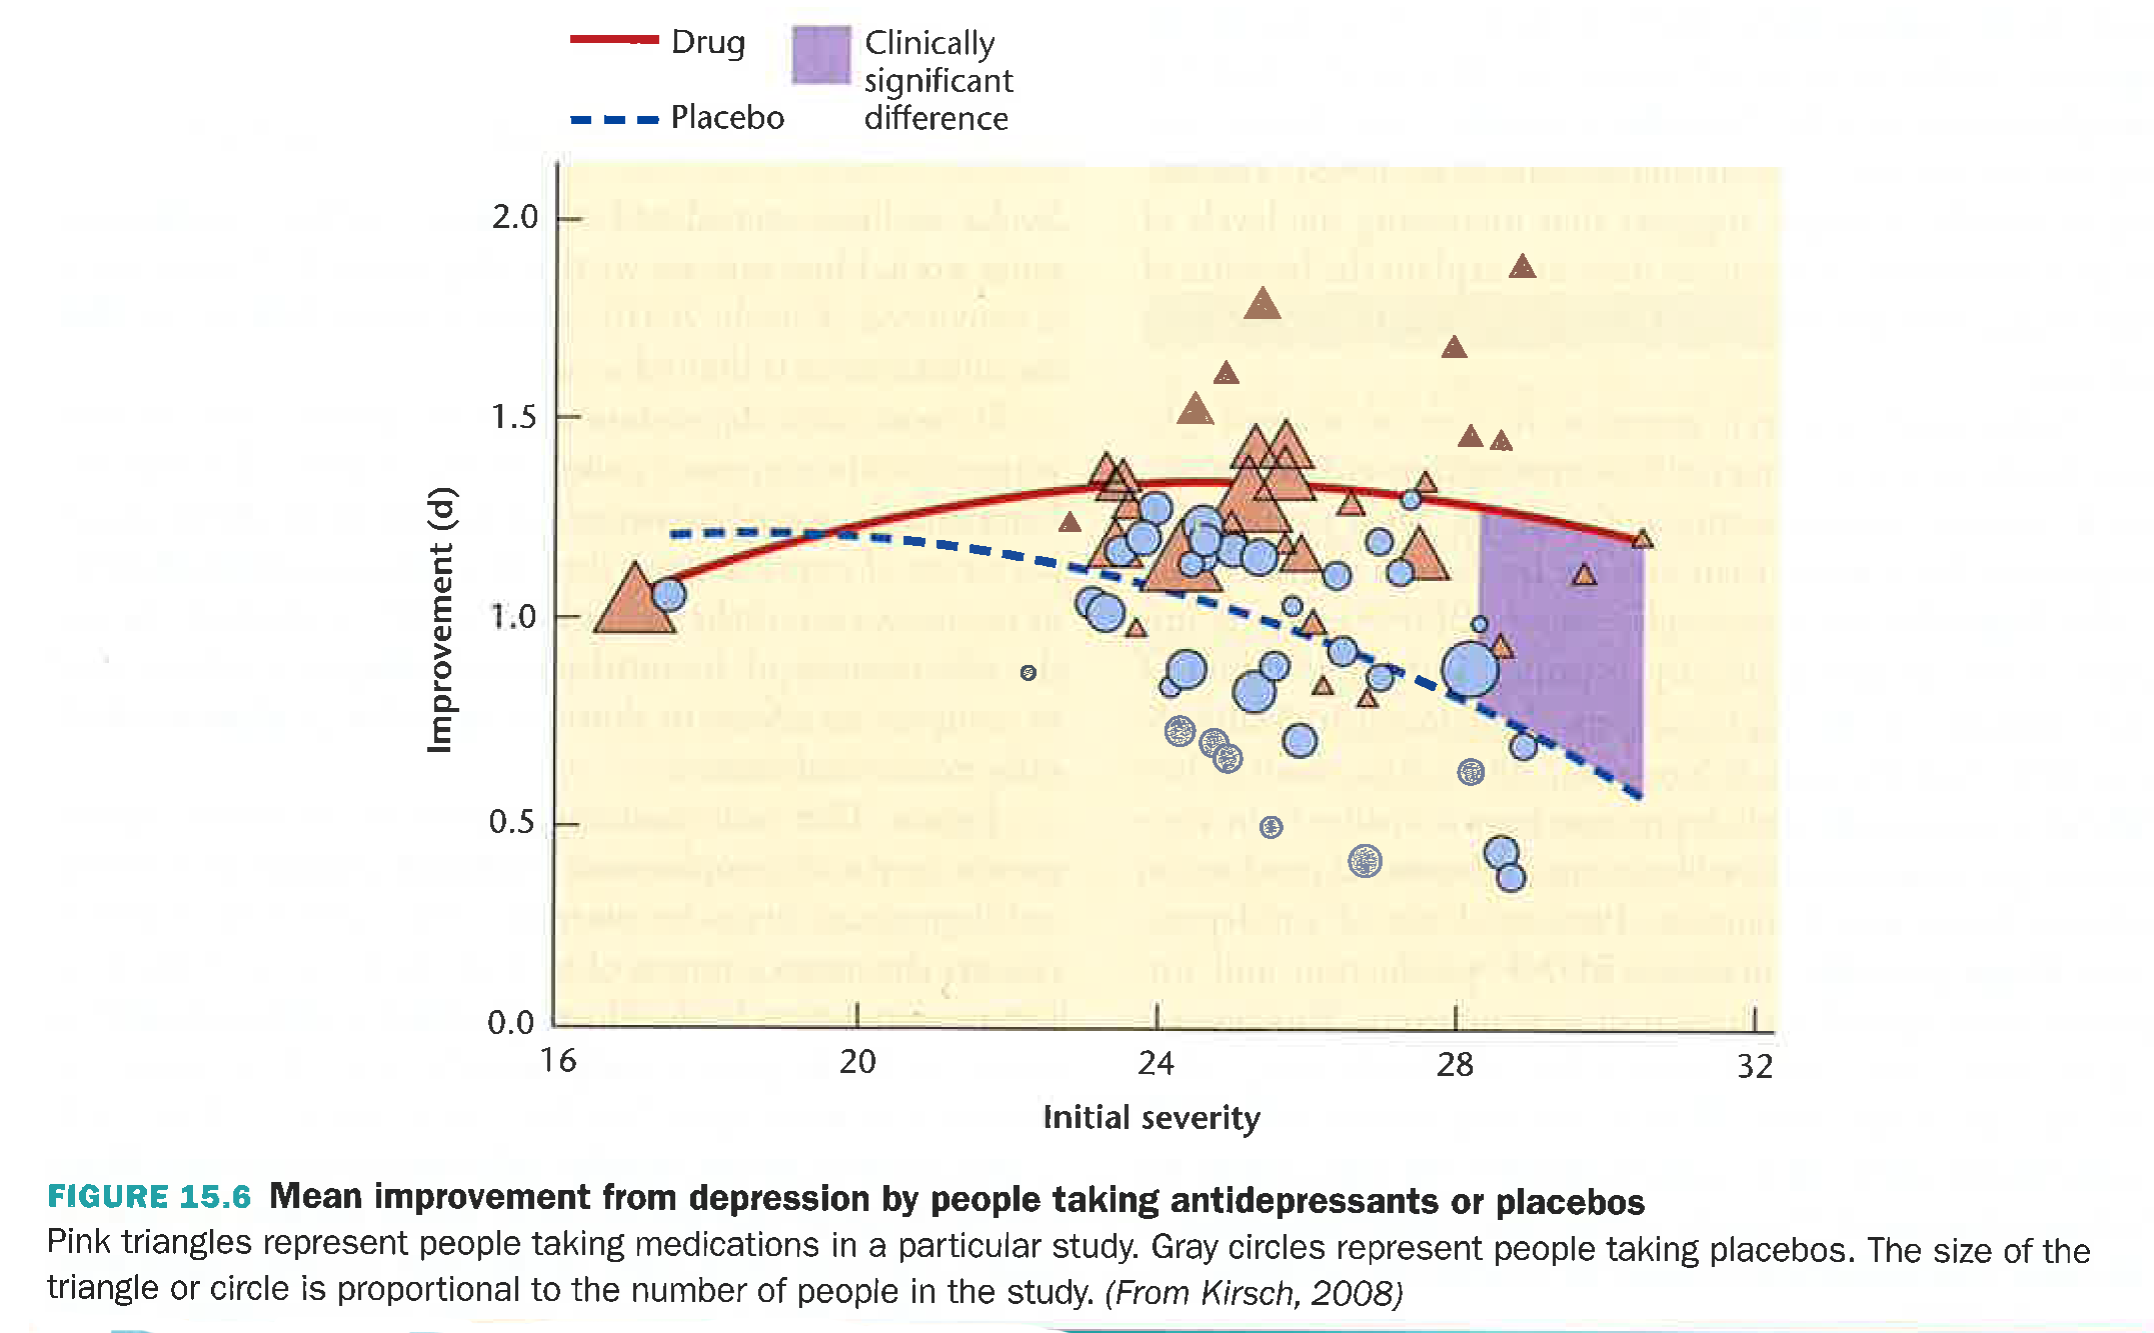 Drug
Placebo
Clinically
significant
difference
2.0
1.5
1.0
0.5
0.0
Improvement (d)
16 20 24 28 32
Initial severity
FIGURE 15.6 Mean improvement from depression by people taking antidepressants or placebos
Pink triangles represent people taking medications in a particular study. Gray circles represent people taking placebos. The size of the
triangle or circle is proportional to the number of people in the study. (From Kirsch, 2008)